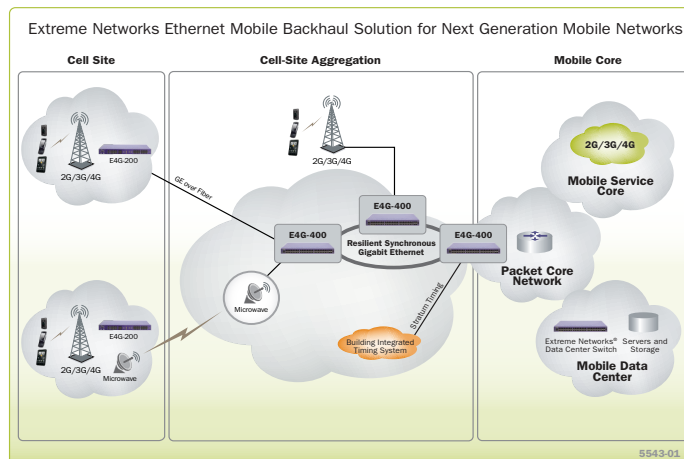 Extreme Networks Ethernet Mobile Backhaul Solution for Next Generation Mobile Networks
Cell Site
Cell-Site Aggregation
Mobile Core
E4G-200
2G/3G/4G
GE over Fiber
E4G-200
2G/3G/4G
2G/3G/4G
E4G-400
E4G-400
E4G-400
Resilient Synchronous
Gigabit Ethernet
Microwave
Microwave
Stratum Timing
Building Integrated
Timing System
2G/3G/4G
Mobile Service
Core
Packet Core
Network
Extreme Networks®
Data Center Switch
Servers and
Storage
Mobile Data
Center
5543-01